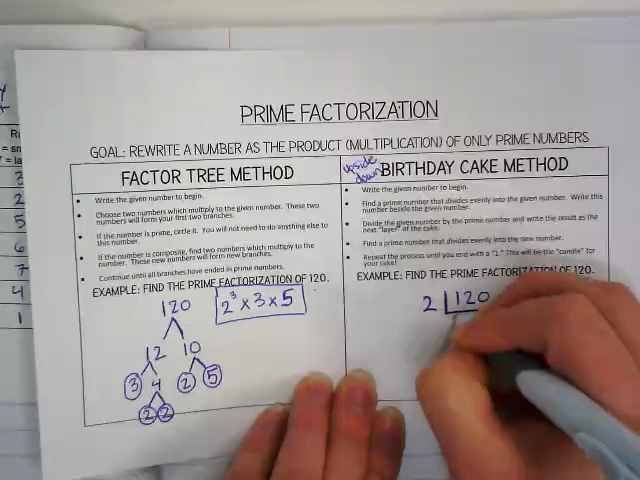 PRIME FACTORIZATION
GOAL: REWRITE A NUMBER AS THE PRODUCT (MULTIPLICATION) OF ONLY PRIME NUMBERS
FACTOR TREE METHOD
Write the given number to begin.
Choose two numbers which multiply to the given number. These two
numbers will form your first two branches.
If the number is prime, circle it. You will not need to do anything else to
this number.
If the number is composite, find two numbers which multiply to the
number. These new numbers will form new branches.
Continue until all branches have ended in prime numbers.
EXAMPLE: FIND THE PRIME FACTORIZATION OF 120.
120
2³ × 3 × 5
12 10
3 4 2 5
2 2
upside
down
BIRTHDAY CAKE METHOD
Write the given number to begin.
Find a prime number that divides evenly into the given number. Write this
number beside the given number.
Divide the given number by the prime number and write the result as the
next "layer" of the cake.
Find a prime number that divides evenly into the new number.
Repeat the process until you end with a "1." This will be the "candle" for
your cake!
EXAMPLE: FIND THE PRIME FACTORIZATION OF 120.
2 120
3
2
5
6
7
4
1